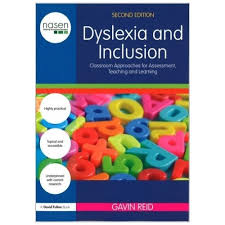 SECOND EDITION
nasen
Dyslexia and
Inclusion
Classroom Approaches for Assessment,
Teaching and Learning
Highly practical
Topical and
accessible
Underpinned with
current research
GAVIN REID
A David Fulton Book